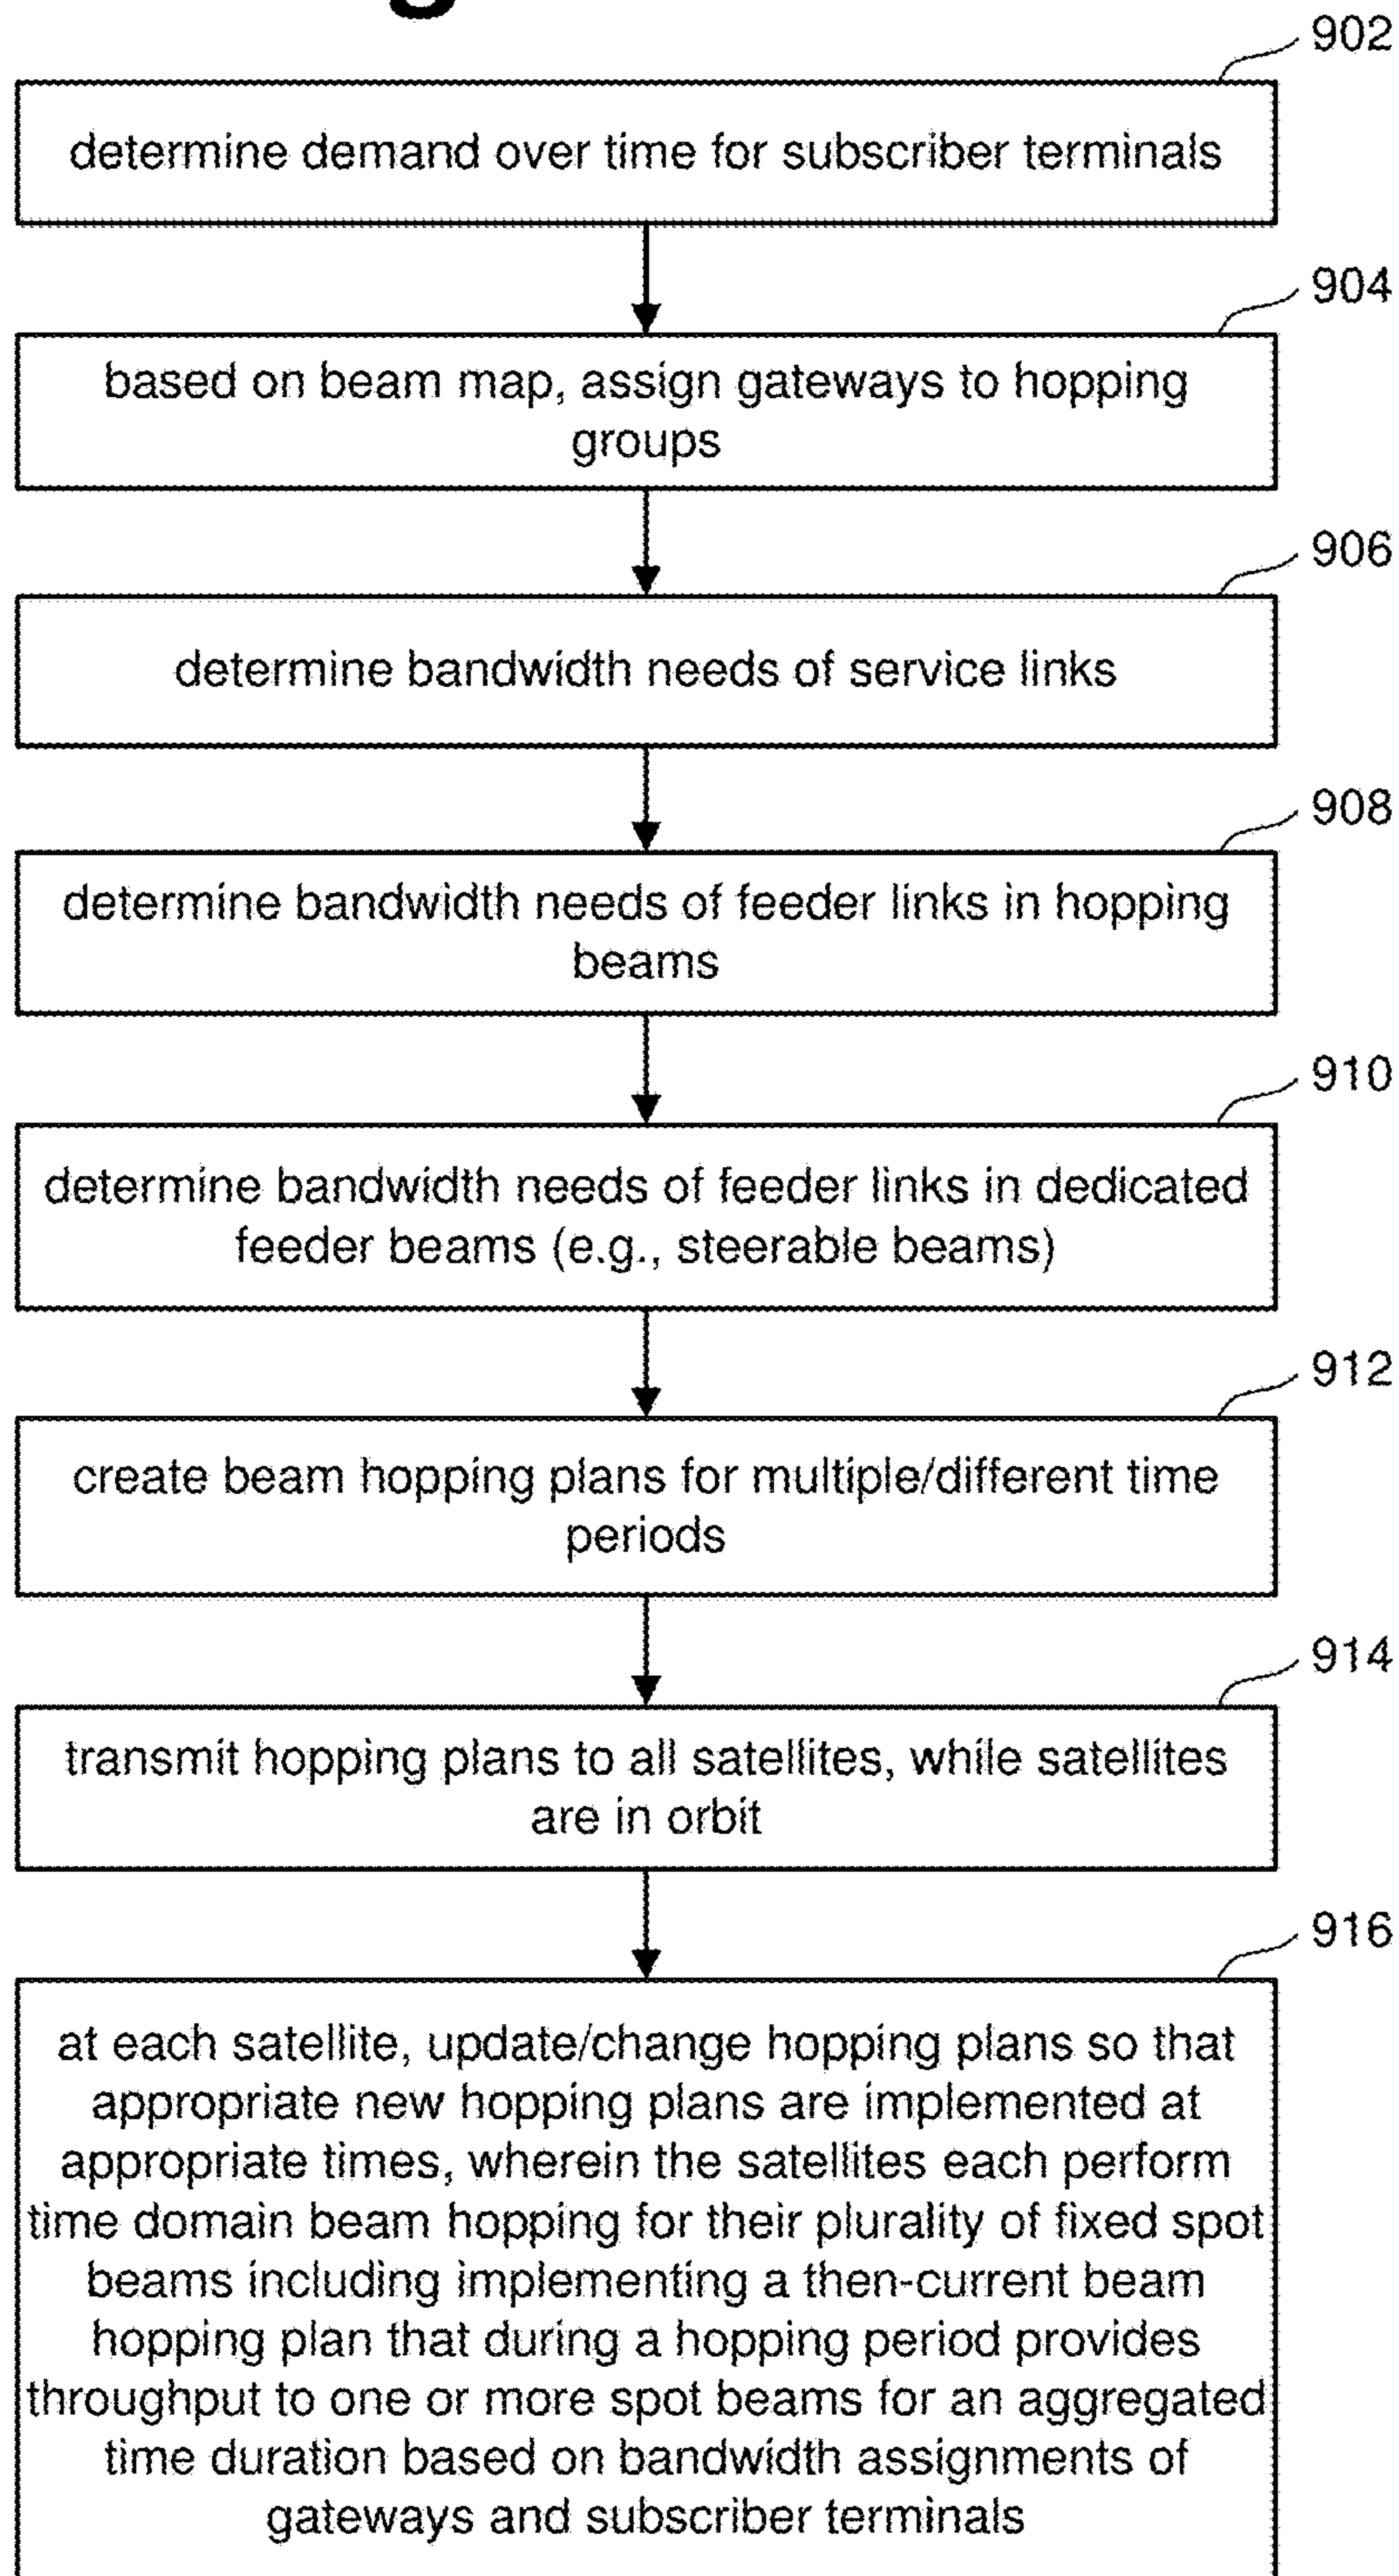 902
determine demand over time for subscriber terminals
904
based on beam map, assign gateways to hopping
groups
906
determine bandwidth needs of service links
908
determine bandwidth needs of feeder links in hopping
beams
910
determine bandwidth needs of feeder links in dedicated
feeder beams (e.g., steerable beams)
912
create beam hopping plans for multiple/different time
periods
914
transmit hopping plans to all satellites, while satellites
are in orbit
916
at each satellite, update/change hopping plans so that
appropriate new hopping plans are implemented at
appropriate times, wherein the satellites each perform
time domain beam hopping for their plurality of fixed spot
beams including implementing a then-current beam
hopping plan that during a hopping period provides
throughput to one or more spot beams for an aggregated
time duration based on bandwidth assignments of
gateways and subscriber terminals